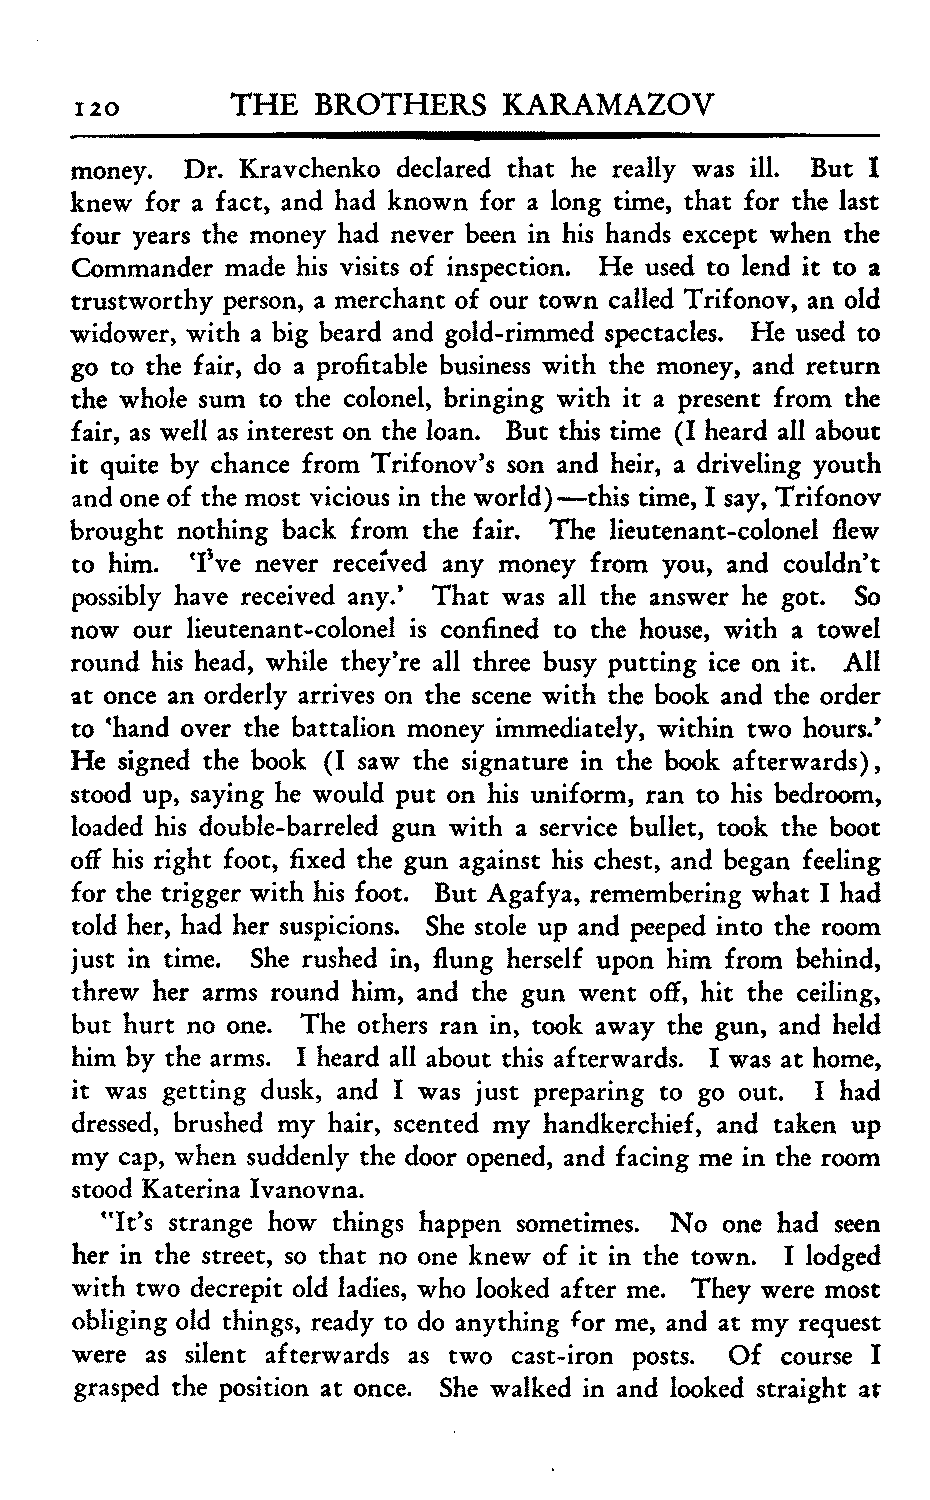 120 THE BROTHERS KARAMAZOV
money. Dr. Kravchenko declared that he really was ill. But I
knew for a fact, and had known for a long time, that for the last
four years the money had never been in his hands except when the
Commander made his visits of inspection. He used to lend it to a
trustworthy person, a merchant of our town called Trifonov, an old
widower, with a big beard and gold-rimmed spectacles. He used to
go to the fair, do a profitable business with the money, and return
the whole sum to the colonel, bringing with it a present from the
fair, as well as interest on the loan. But this time (I heard all about
it quite by chance from Trifonov's son and heir, a driveling youth
and one of the most vicious in the world)—this time, I say, Trifonov
brought nothing back from the fair. The lieutenant-colonel flew
to him. 'I've never received any money from you, and couldn't
possibly have received any.' That was all the answer he got. So
now our lieutenant-colonel is confined to the house, with a towel
round his head, while they're all three busy putting ice on it. All
at once an orderly arrives on the scene with the book and the order
to 'hand over the battalion money immediately, within two hours.'
He signed the book (I saw the signature in the book afterwards),
stood up, saying he would put on his uniform, ran to his bedroom,
loaded his double-barreled gun with a service bullet, took the boot
off his right foot, fixed the gun against his chest, and began feeling
for the trigger with his foot. But Agafya, remembering what I had
told her, had her suspicions. She stole up and peeped into the room
just in time. She rushed in, flung herself upon him from behind,
threw her arms round him, and the gun went off, hit the ceiling,
but hurt no one. The others ran in, took away the gun, and held
him by the arms. I heard all about this afterwards. I was at home,
it was getting dusk, and I was just preparing to go out. I had
dressed, brushed my hair, scented my handkerchief, and taken up
my cap, when suddenly the door opened, and facing me in the room
stood Katerina Ivanovna.
"It's strange how things happen sometimes. No one had seen
her in the street, so that no one knew of it in the town. I lodged
with two decrepit old ladies, who looked after me. They were most
obliging old things, ready to do anything for me, and at my request
were as silent afterwards as two cast-iron posts. Of course I
grasped the position at once. She walked in and looked straight at